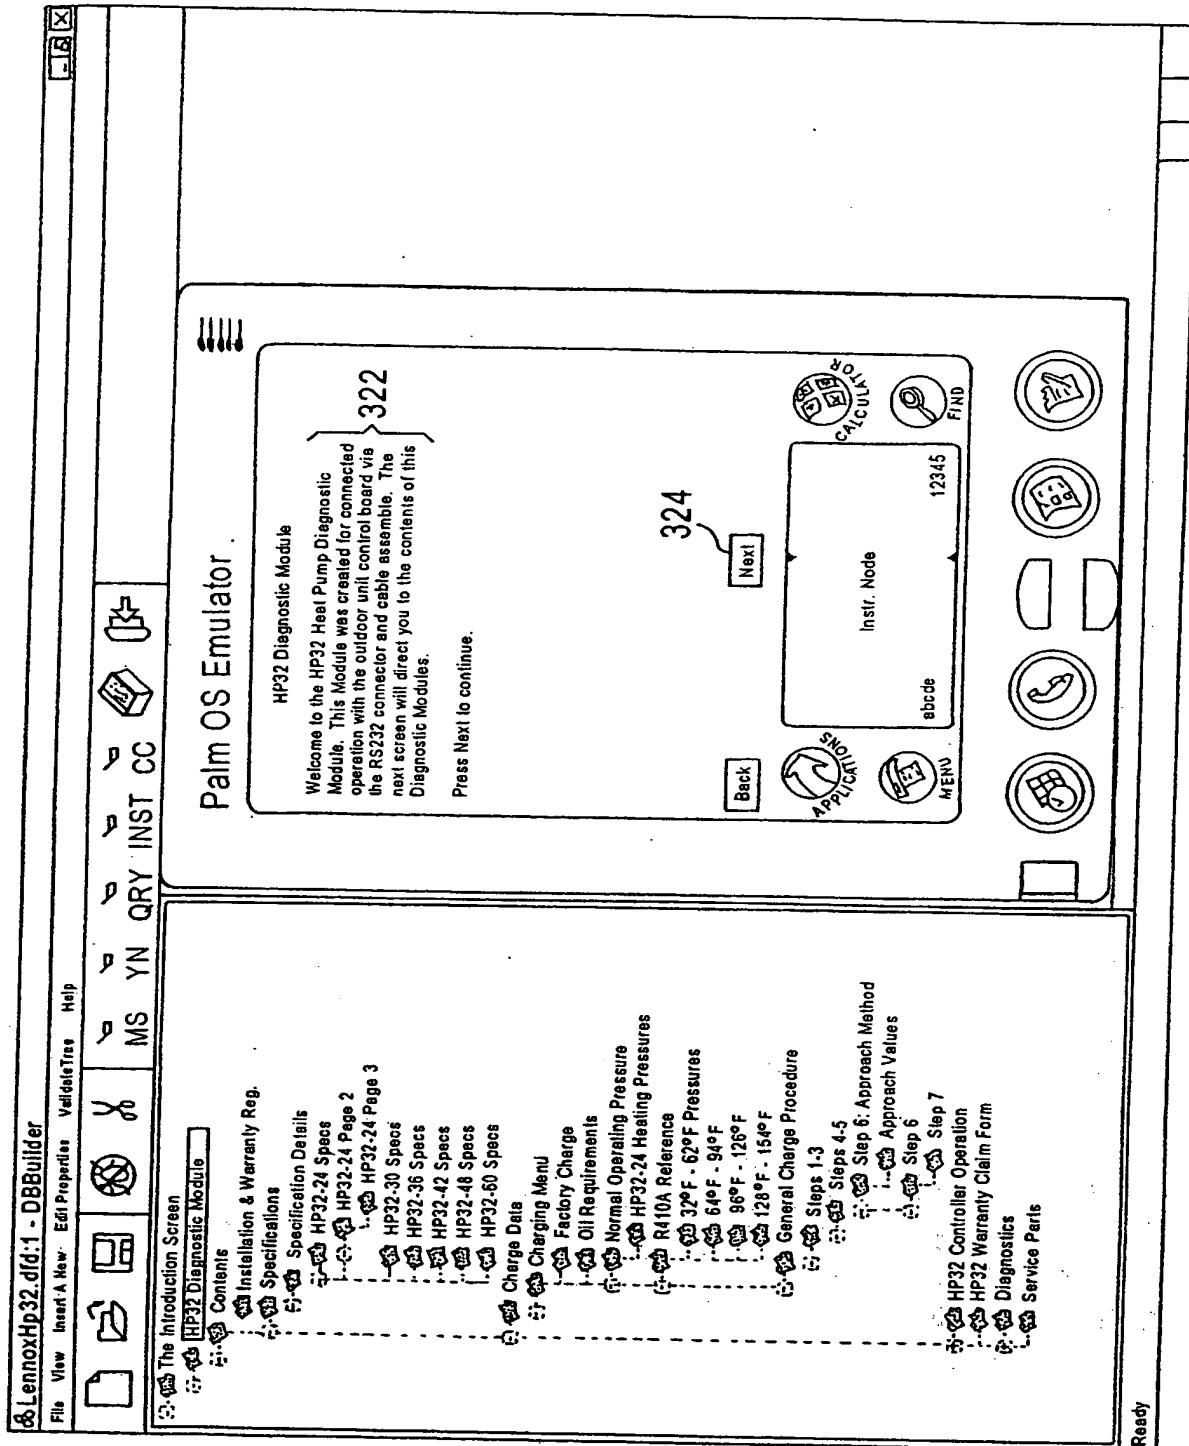 LennoxHp32.dfd:1 - DBBuilder
File View Insert A New Edit Properties ValidateTree Help
MS YN QRY INST CC
The Introduction Screen
HP32 Diagnostic Module
Contents
Installation & Warranty Reg.
Specifications
Specification Details
HP32-24 Specs
HP32-24 Page 2
HP32-24 Page 3
HP32-30 Specs
HP32-36 Specs
HP32-42 Specs
HP32-48 Specs
HP32-60 Specs
Charge Data
Charging Menu
Factory Charge
Oil Requirements
Normal Operating Pressure
HP32-24 Heating Pressures
R410A Reference
32°F - 62°F Pressures
64°F - 94°F
96°F - 126°F
128°F - 154°F
General Charge Procedure
Steps 1-3
Steps 4-5
Step 6: Approach Method
Approach Values
Step 6
Step 7
HP32 Controller Operation
HP32 Warranty Claim Form
Diagnostics
Service Parts
Palm OS Emulator
HP32 Diagnostic Module
Welcome to the HP32 Heat Pump Diagnostic
Module. This Module was created for connected
operation with the outdoor unit control board via
the RS232 connector and cable assemble. The
next screen will direct you to the contents of this
Diagnostic Modules.
322
Press Next to continue.
324
Back
Next
APPLICATIONS
CALCULATOR
MENU
FIND
Instr. Node
abcde
12345
Ready